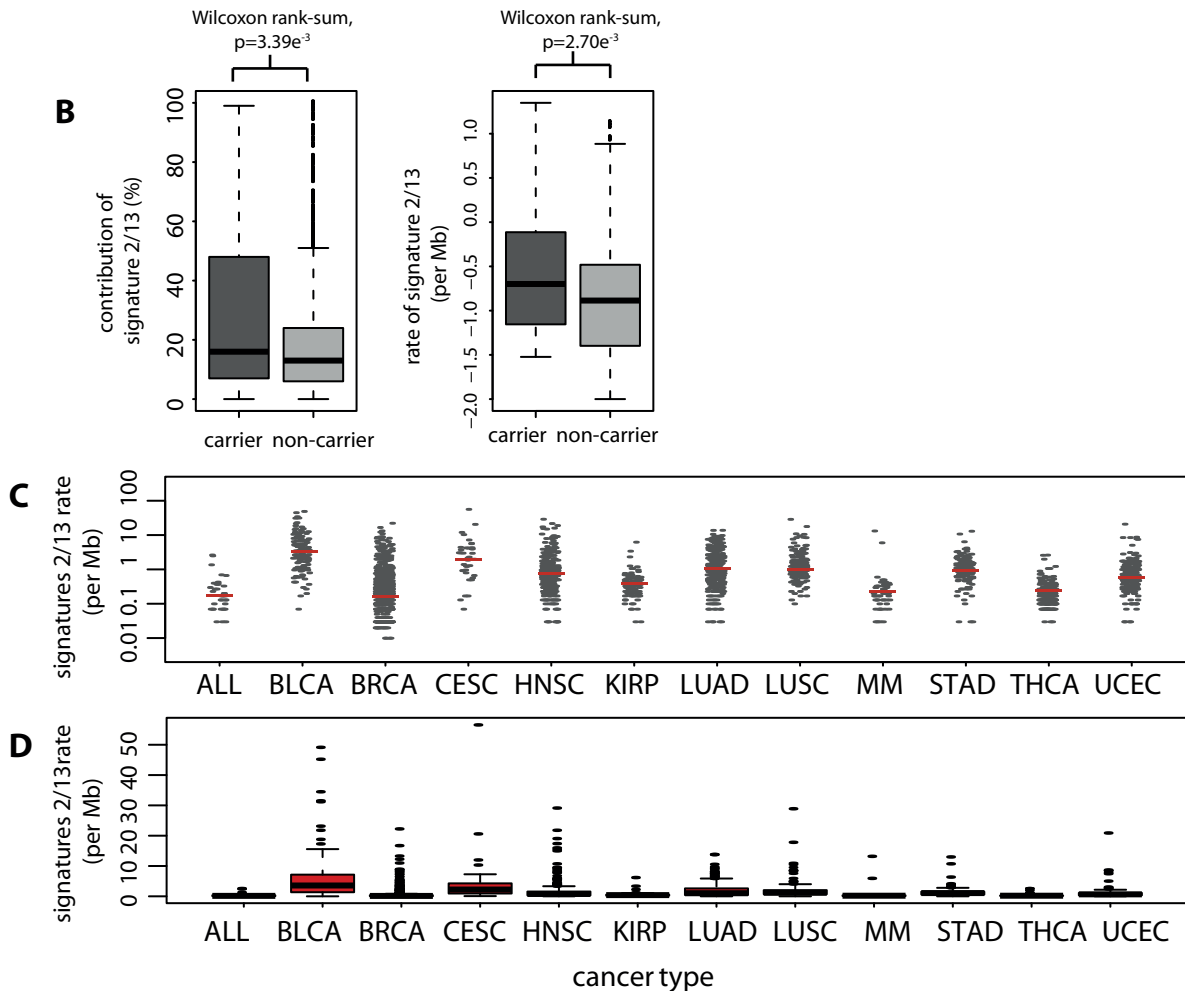 Wilcoxon rank-sum,
p=3.39e-3
Wilcoxon rank-sum,
p=2.70e-3
B
contribution of
signature 2/13 (%)
0 20 40 60 80 100
carrier non-carrier
rate of signature 2/13
(per Mb)
−2.0 −1.5 −1.0 −0.5 0.0 0.5 1.0
carrier non-carrier
C
signatures 2/13 rate
(per Mb)
0.01 0.1 1 10 100
ALL BLCA BRCA CESC HNSC KIRP LUAD LUSC MM STAD THCA UCEC
D
signatures 2/13rate
(per Mb)
0 10 20 30 40 50
ALL BLCA BRCA CESC HNSC KIRP LUAD LUSC MM STAD THCA UCEC
cancer type